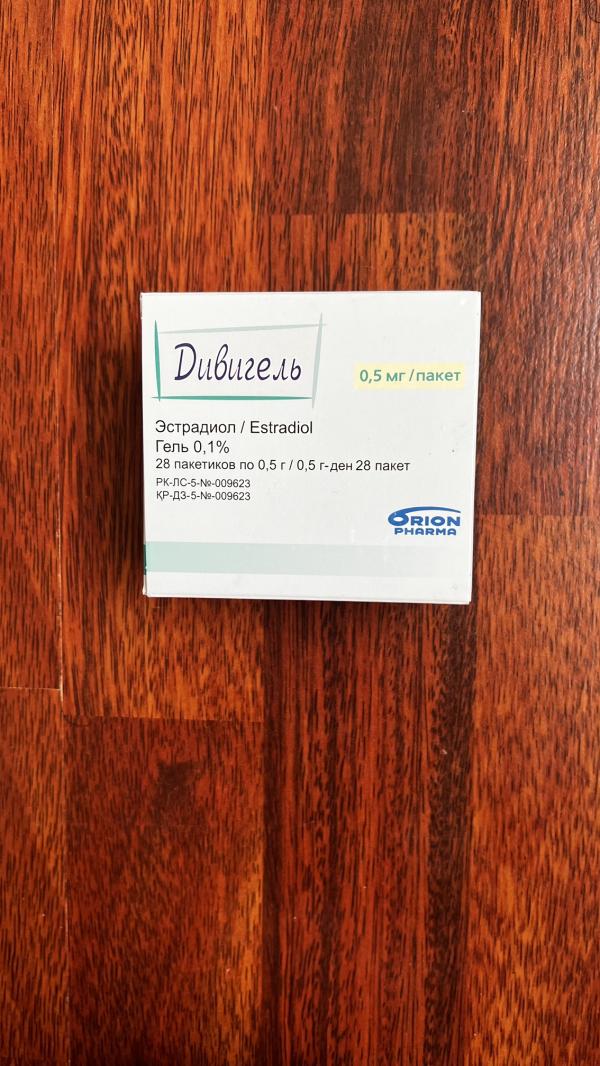 Дивигель
0,5 мг/пакет
Эстрадиол / Estradiol
Гель 0,1%
28 пакетиков по 0,5 г / 0,5 г-ден 28 пакет
РК-ЛС-5-№-009623
ҚР-ДЗ-5-№-009623
ORION
PHARMA